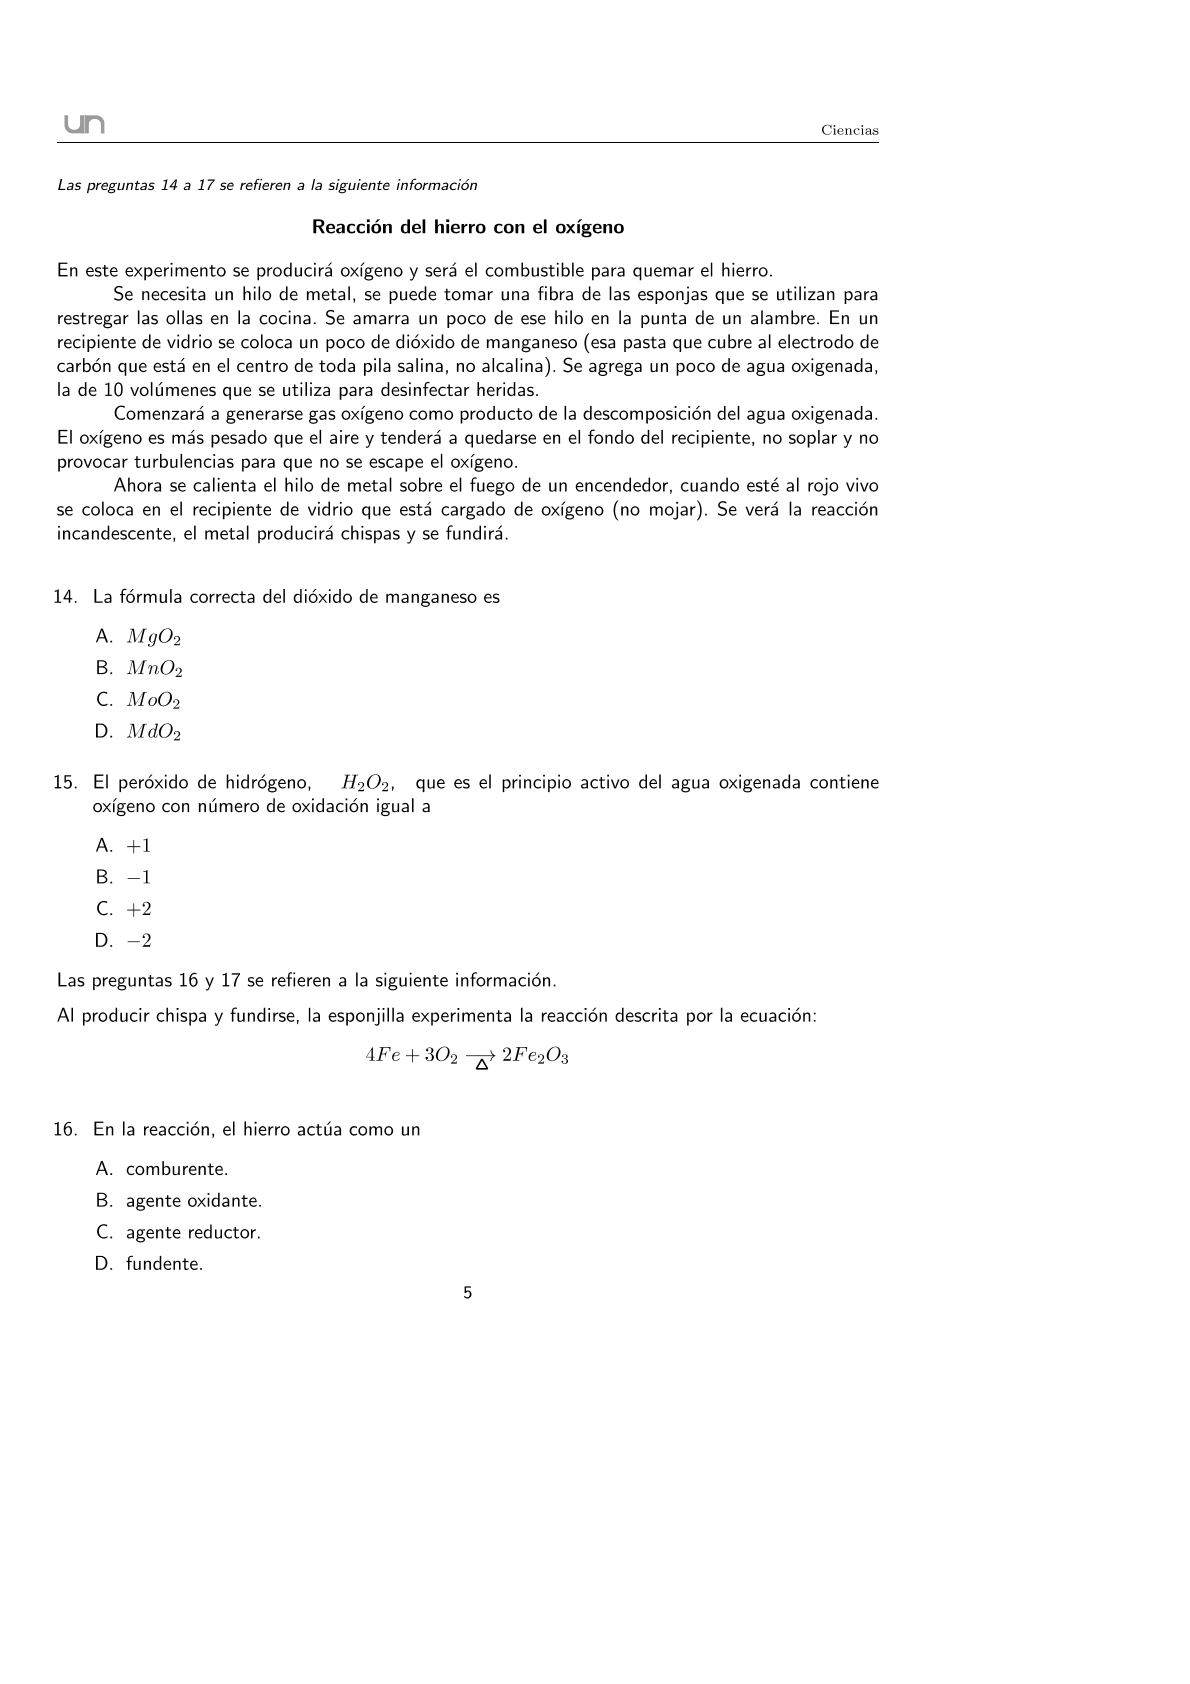 un
Ciencias
Las preguntas 14 a 17 se refieren a la siguiente información
Reacción del hierro con el oxígeno
En este experimento se producirá oxígeno y será el combustible para quemar el hierro.
Se necesita un hilo de metal, se puede tomar una fibra de las esponjas que se utilizan para
restregar las ollas en la cocina. Se amarra un poco de ese hilo en la punta de un alambre. En un
recipiente de vidrio se coloca un poco de dióxido de manganeso (esa pasta que cubre al electrodo de
carbón que está en el centro de toda pila salina, no alcalina). Se agrega un poco de agua oxigenada,
la de 10 volúmenes que se utiliza para desinfectar heridas.
Comenzará a generarse gas oxígeno como producto de la descomposición del agua oxigenada.
El oxígeno es más pesado que el aire y tenderá a quedarse en el fondo del recipiente, no soplar y no
provocar turbulencias para que no se escape el oxígeno.
Ahora se calienta el hilo de metal sobre el fuego de un encendedor, cuando esté al rojo vivo
se coloca en el recipiente de vidrio que está cargado de oxígeno (no mojar). Se verá la reacción
incandescente, el metal producirá chispas y se fundirá.
14. La fórmula correcta del dióxido de manganeso es
A. MgO₂
B. MnO₂
C. MoO₂
D. MdO₂
15. El peróxido de hidrógeno, H₂O₂, que es el principio activo del agua oxigenada contiene
oxígeno con número de oxidación igual a
A. +1
B. −1
C. +2
D. −2
Las preguntas 16 y 17 se refieren a la siguiente información.
Al producir chispa y fundirse, la esponjilla experimenta la reacción descrita por la ecuación:
4Fe + 3O₂ ⟶ 2Fe₂O₃
Δ
16. En la reacción, el hierro actúa como un
A. comburente.
B. agente oxidante.
C. agente reductor.
D. fundente.
5